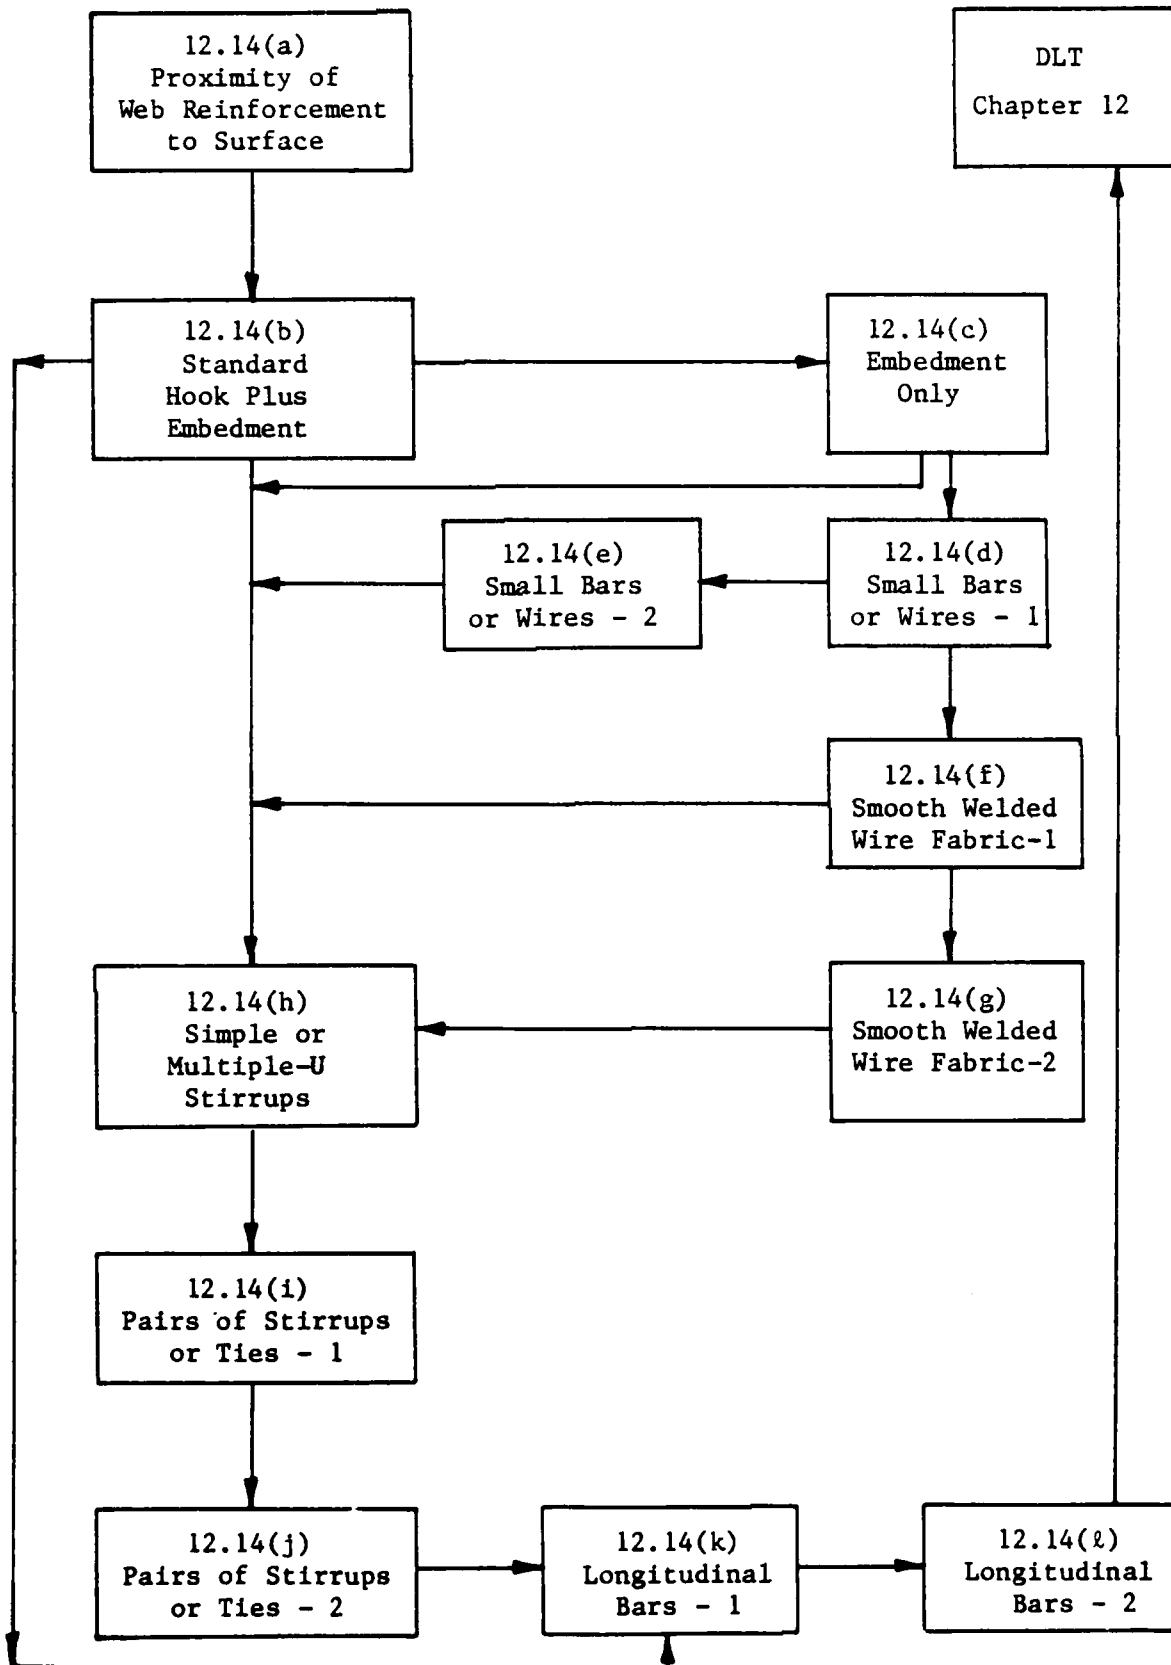 12.14(a)
Proximity of
Web Reinforcement
to Surface
DLT
Chapter 12
12.14(b)
Standard
Hook Plus
Embedment
12.14(c)
Embedment
Only
12.14(e)
Small Bars
or Wires - 2
12.14(d)
Small Bars
or Wires - 1
12.14(f)
Smooth Welded
Wire Fabric-1
12.14(h)
Simple or
Multiple-U
Stirrups
12.14(g)
Smooth Welded
Wire Fabric-2
12.14(i)
Pairs of Stirrups
or Ties - 1
12.14(j)
Pairs of Stirrups
or Ties - 2
12.14(k)
Longitudinal
Bars - 1
12.14(ℓ)
Longitudinal
Bars - 2